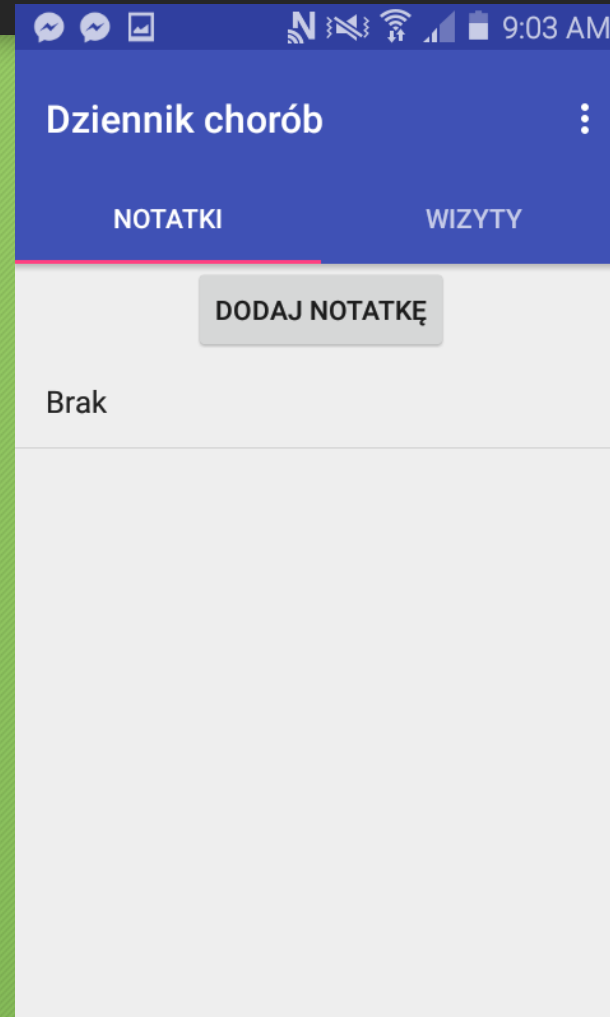 9:03 AM
Dziennik chorób
NOTATKI WIZYTY
DODAJ NOTATKĘ
Brak